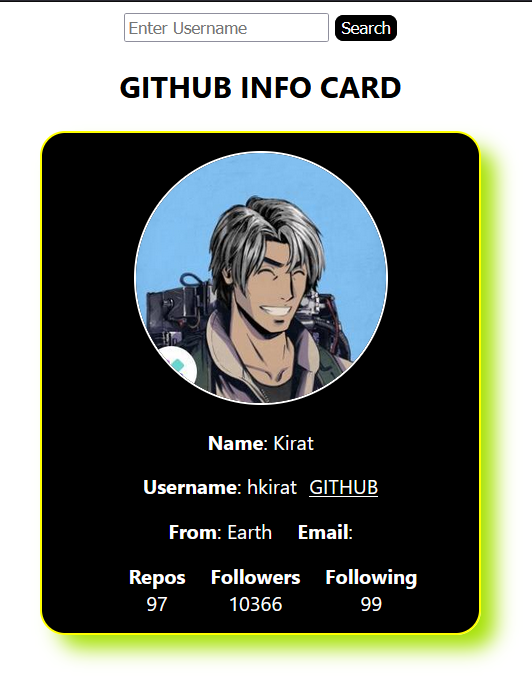 Enter Username Search
GITHUB INFO CARD
Name: Kirat
Username: hkirat GITHUB
From: Earth Email:
Repos Followers Following
97 10366 99